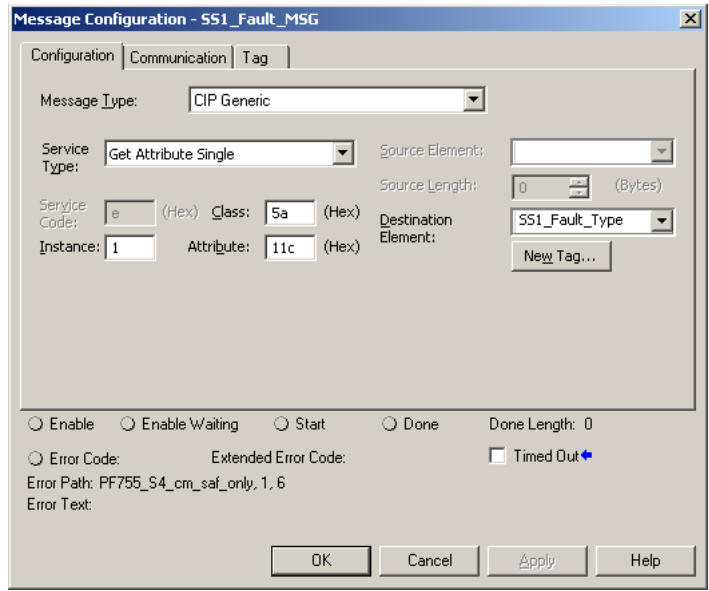 Message Configuration - SS1_Fault_MSG
Configuration Communication Tag
Message Type: CIP Generic
Service Type: Get Attribute Single
Source Element:
Source Length: 0 (Bytes)
Service Code: e (Hex) Class: 5a (Hex)
Destination Element: SS1_Fault_Type
Instance: 1 Attribute: 11c (Hex)
New Tag...
Enable Enable Waiting Start Done Done Length: 0
Error Code: Extended Error Code: Timed Out
Error Path: PF755_S4_cm_saf_only, 1, 6
Error Text:
OK Cancel Apply Help